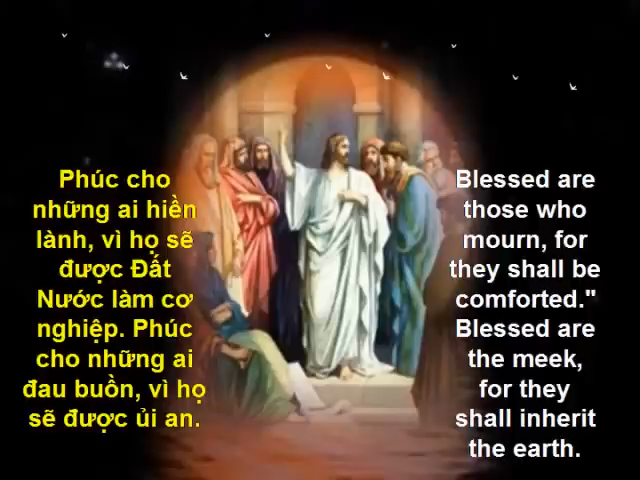 Phúc cho
những ai hiền
lành, vì họ sẽ
được Đất
Nước làm cơ
nghiệp. Phúc
cho những ai
đau buồn, vì họ
sẽ được ủi an.
Blessed are
those who
mourn, for
they shall be
comforted."
Blessed are
the meek,
for they
shall inherit
the earth.